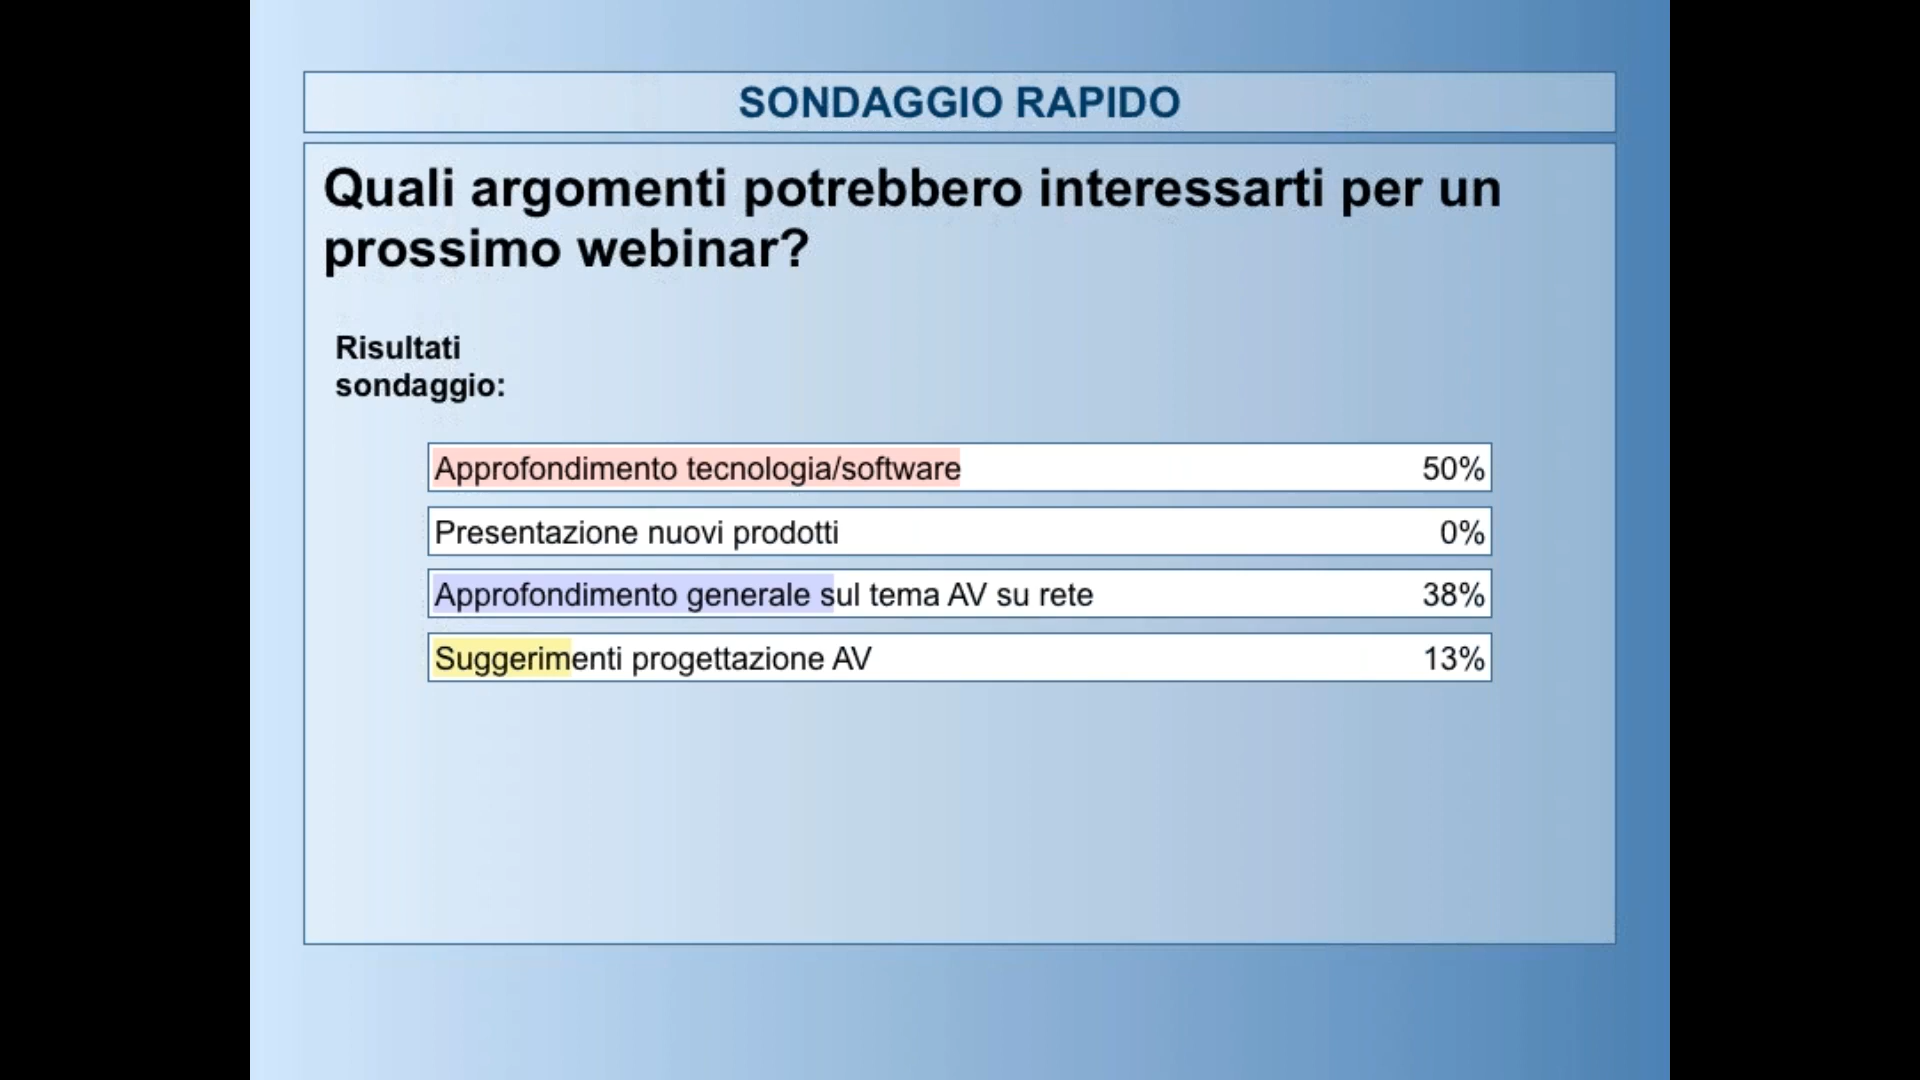 SONDAGGIO RAPIDO
Quali argomenti potrebbero interessarti per un
prossimo webinar?
Risultati
sondaggio:
Approfondimento tecnologia/software 50%
Presentazione nuovi prodotti 0%
Approfondimento generale sul tema AV su rete 38%
Suggerimenti progettazione AV 13%